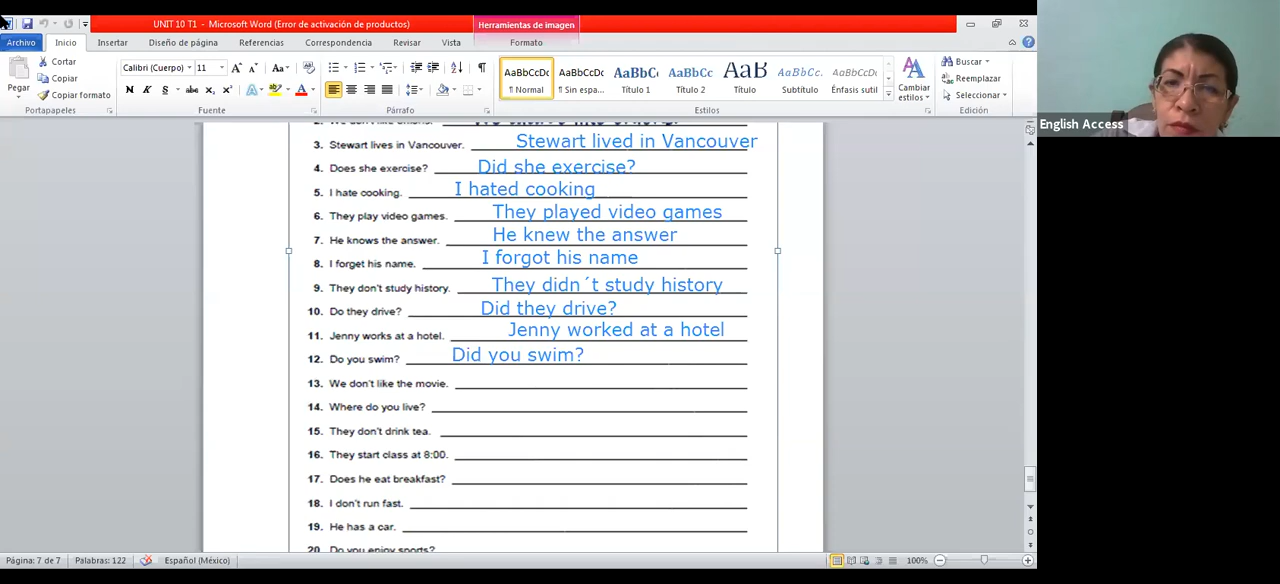 UNIT 10 T1 - Microsoft Word (Error de activación de productos)
Herramientas de imagen
Archivo Inicio Insertar Diseño de página Referencias Correspondencia Revisar Vista Formato
Pegar
Cortar
Copiar
Copiar formato
Portapapeles
Calibri (Cuerpo) 11
Fuente
Párrafo
AaBbCcDc AaBbCcDc AaBbC AaBbCc AaB AaBbCc. AaBbCcDc
¶ Normal ¶ Sin espa... Título 1 Título 2 Título Subtítulo Énfasis sutil
Estilos
Cambiar estilos
Buscar
Reemplazar
Seleccionar
Edición
English Access
3. Stewart lives in Vancouver. Stewart lived in Vancouver
4. Does she exercise? Did she exercise?
5. I hate cooking. I hated cooking
6. They play video games. They played video games
7. He knows the answer. He knew the answer
8. I forget his name. I forgot his name
9. They don't study history. They didn´t study history
10. Do they drive? Did they drive?
11. Jenny works at a hotel. Jenny worked at a hotel
12. Do you swim? Did you swim?
13. We don't like the movie.
14. Where do you live?
15. They don't drink tea.
16. They start class at 8:00.
17. Does he eat breakfast?
18. I don't run fast.
19. He has a car.
20. Do you enjoy sports?
Página: 7 de 7 Palabras: 122 Español (México) 100%